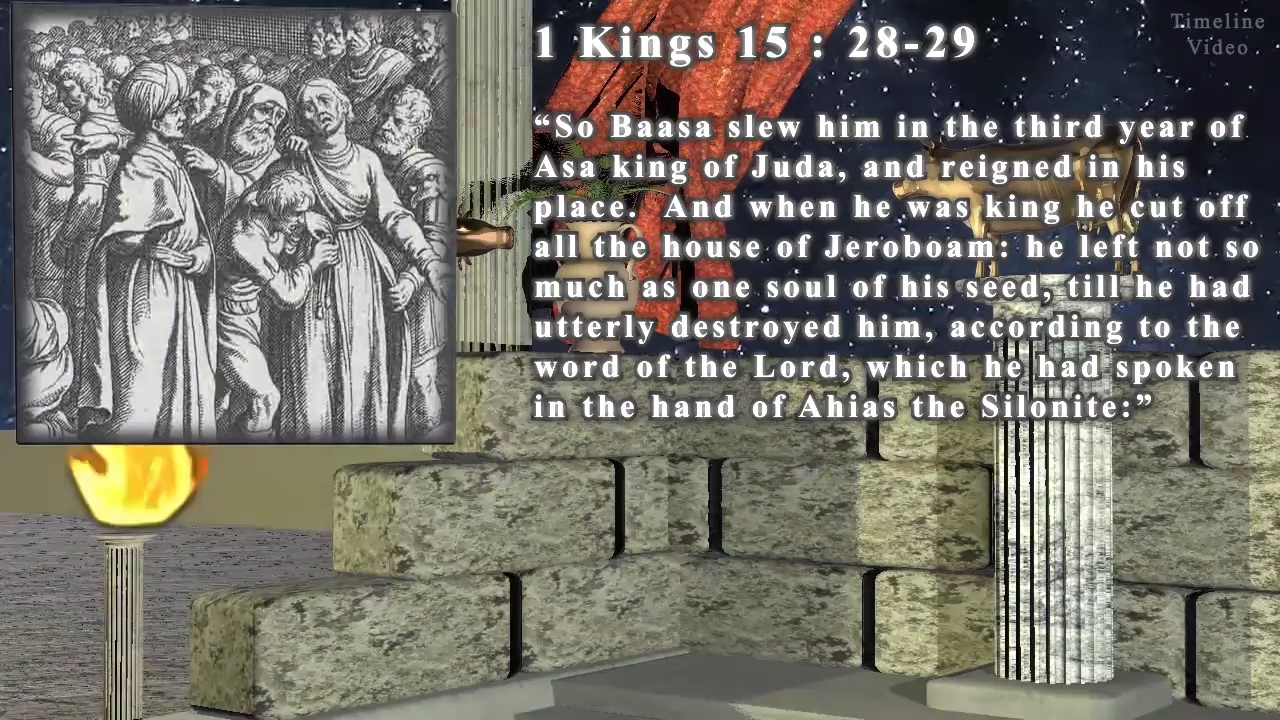 1 Kings 15 : 28-29
Timeline
Video
“So Baasa slew him in the third year of
Asa king of Juda, and reigned in his
place.  And when he was king he cut off
all the house of Jeroboam: he left not so
much as one soul of his seed, till he had
utterly destroyed him, according to the
word of the Lord, which he had spoken
in the hand of Ahias the Silonite:”